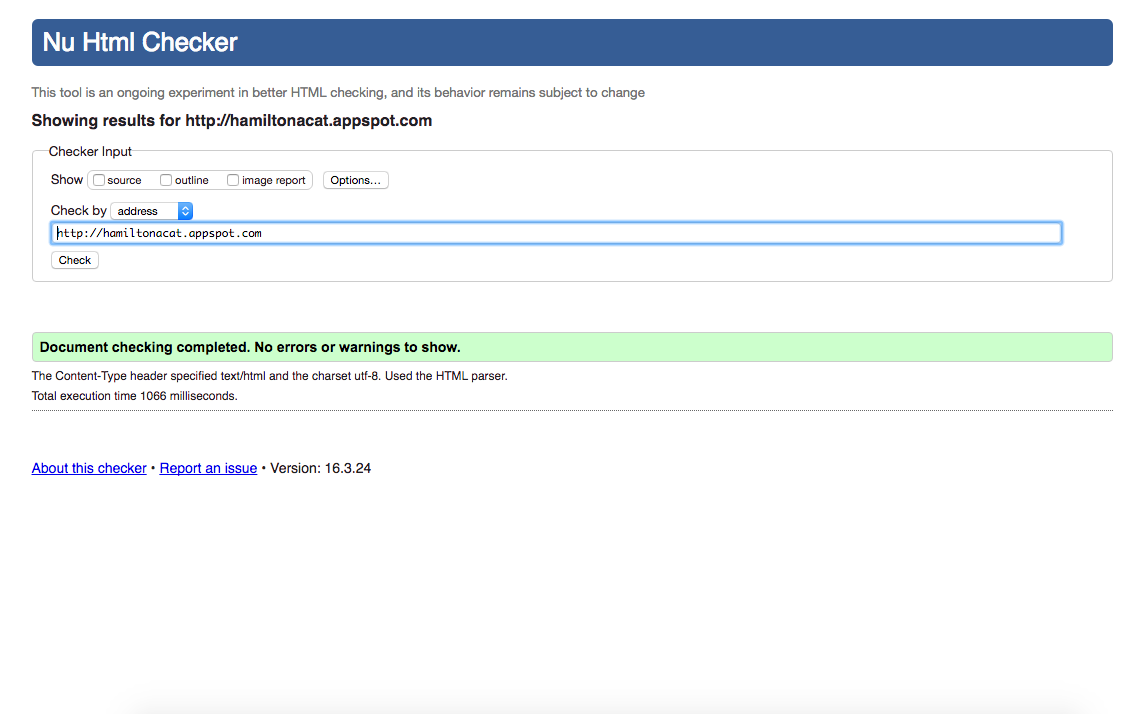 Nu Html Checker
This tool is an ongoing experiment in better HTML checking, and its behavior remains subject to change
Showing results for http://hamiltonacat.appspot.com
Checker Input
Show source outline image report Options...
Check by address
http://hamiltonacat.appspot.com
Check
Document checking completed. No errors or warnings to show.
The Content-Type header specified text/html and the charset utf-8. Used the HTML parser.
Total execution time 1066 milliseconds.
About this checker • Report an issue • Version: 16.3.24